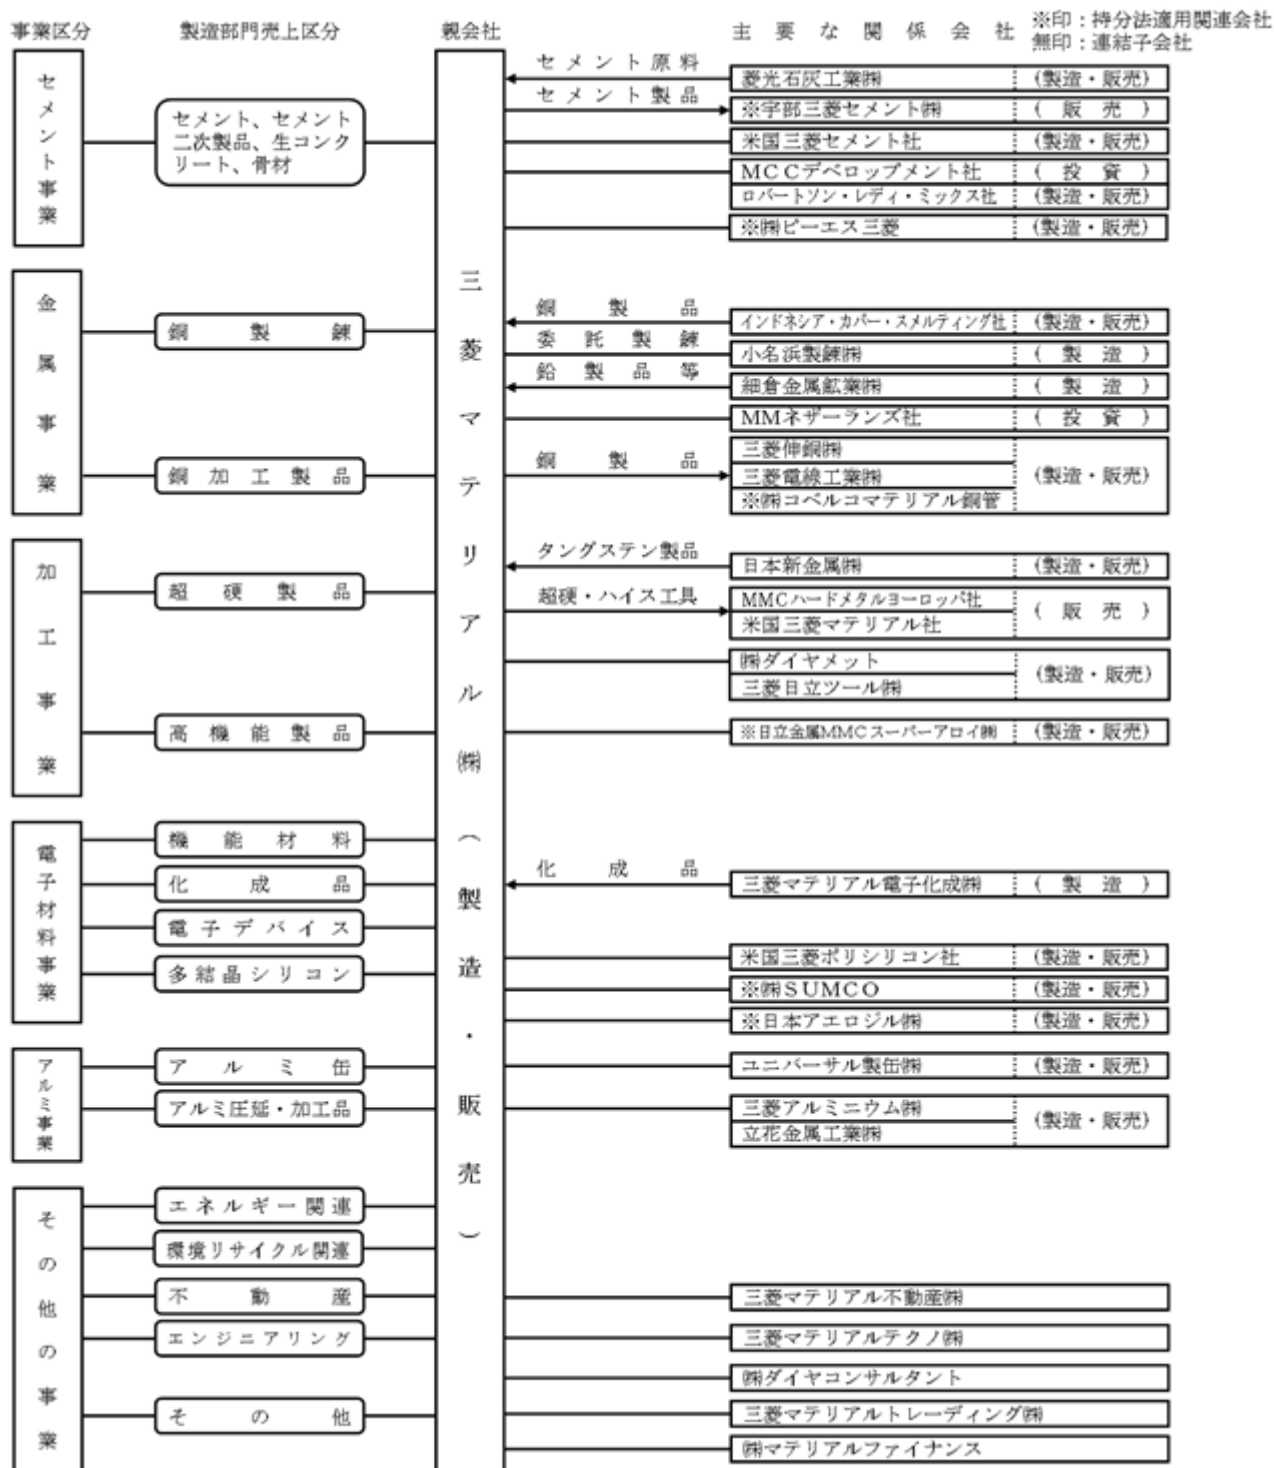 事業区分 製造部門売上区分 親会社 主要な関係会社 ※印：持分法適用関連会社
無印：連結子会社
セメント事業
セメント、セメント
二次製品、生コンク
リート、骨材
三菱マテリアル㈱（製造・販売）
セメント原料
菱光石灰工業㈱ (製造・販売)
セメント製品
※宇部三菱セメント㈱ (販売)
米国三菱セメント社 (製造・販売)
MCCデベロップメント社 (投資)
ロバートソン・レディ・ミックス社 (製造・販売)
※㈱ピーエス三菱 (製造・販売)
金属事業
銅製錬
銅加工製品
銅製品
インドネシア・カパー・スメルティング社 (製造・販売)
委託製錬
小名浜製錬㈱ (製造)
鉛製品等
細倉金属鉱業㈱ (製造)
MMネザーランズ社 (投資)
銅製品
三菱伸銅㈱
三菱電線工業㈱ (製造・販売)
※㈱コベルコマテリアル銅管
加工事業
超硬製品
高機能製品
タングステン製品
日本新金属㈱ (製造・販売)
超硬・ハイス工具
MMCハードメタルヨーロッパ社
米国三菱マテリアル社 (販売)
㈱ダイヤメット
三菱日立ツール㈱ (製造・販売)
※日立金属MMCスーパーアロイ㈱ (製造・販売)
電子材料事業
機能材料
化成品
電子デバイス
多結晶シリコン
化成品
三菱マテリアル電子化成㈱ (製造)
米国三菱ポリシリコン社 (製造・販売)
※㈱SUMCO (製造・販売)
※日本アエロジル㈱ (製造・販売)
アルミ事業
アルミ缶
アルミ圧延・加工品
ユニバーサル製缶㈱ (製造・販売)
三菱アルミニウム㈱
立花金属工業㈱ (製造・販売)
その他の事業
エネルギー関連
環境リサイクル関連
不動産
エンジニアリング
その他
三菱マテリアル不動産㈱
三菱マテリアルテクノ㈱
㈱ダイヤコンサルタント
三菱マテリアルトレーディング㈱
㈱マテリアルファイナンス